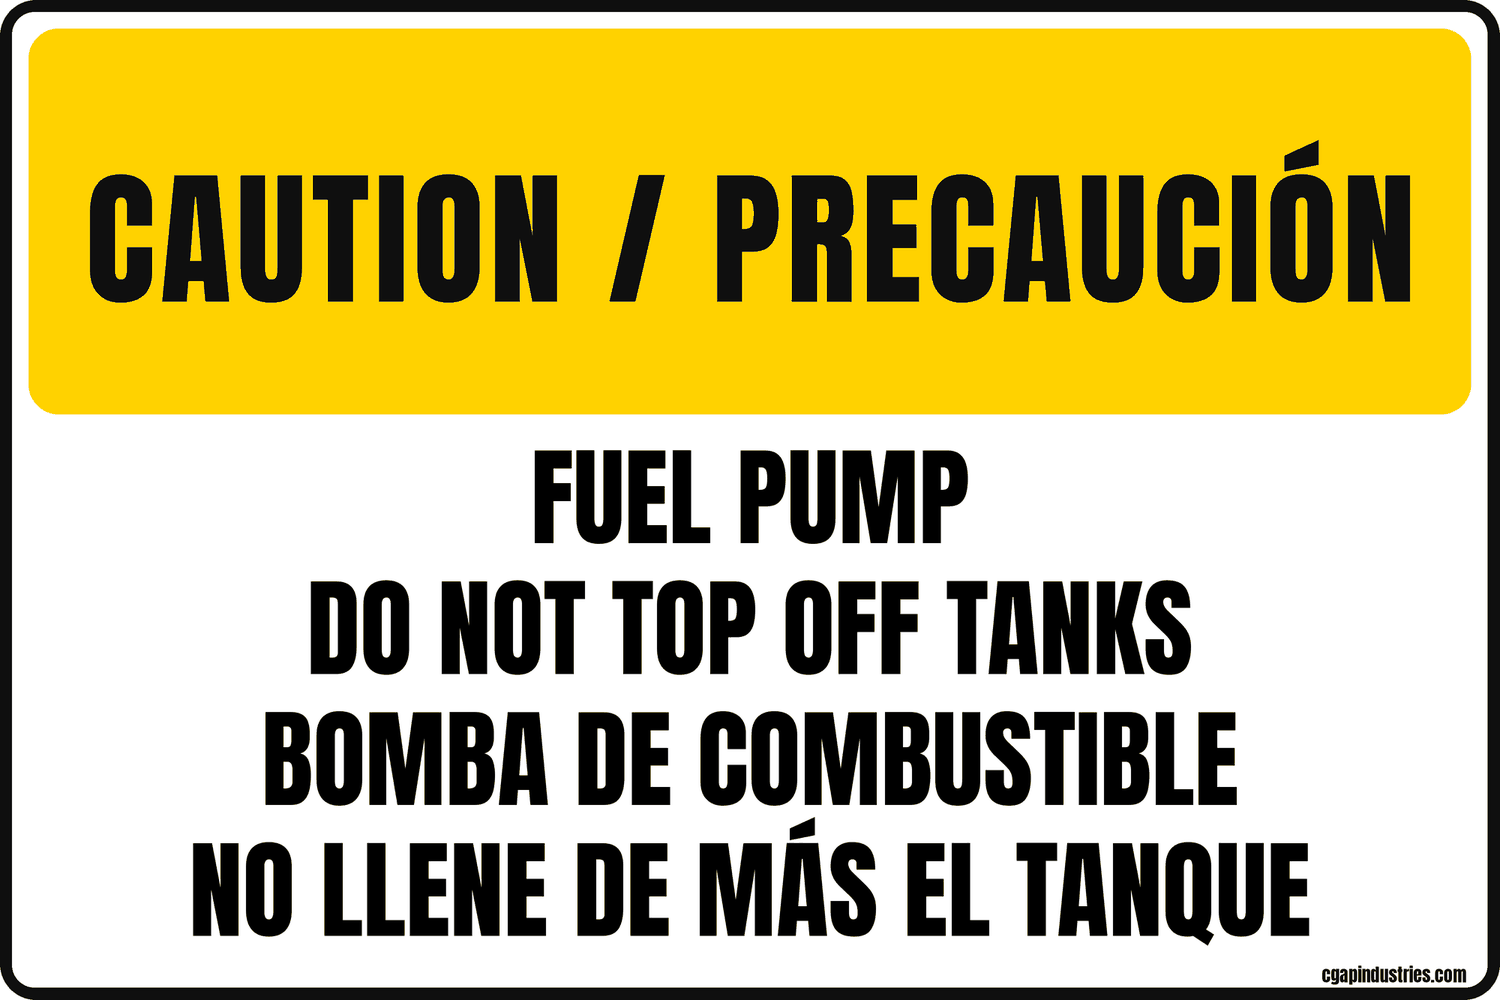 CAUTION / PRECAUCIÓN
FUEL PUMP
DO NOT TOP OFF TANKS
BOMBA DE COMBUSTIBLE
NO LLENE DE MÁS EL TANQUE
cgapindustries.com